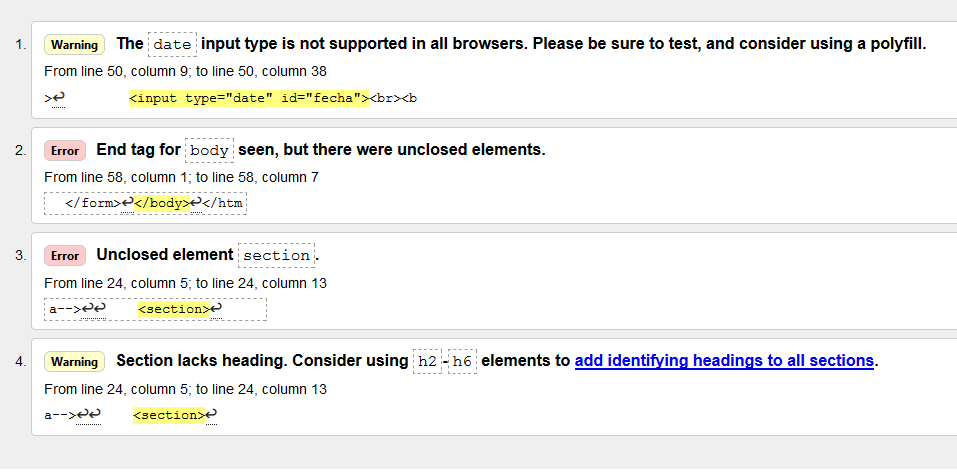 1. Warning The date input type is not supported in all browsers. Please be sure to test, and consider using a polyfill.
From line 50, column 9; to line 50, column 38
>↩ <input type="date" id="fecha"><br><b
2. Error End tag for body seen, but there were unclosed elements.
From line 58, column 1; to line 58, column 7
</form>↩</body>↩</htm
3. Error Unclosed element section.
From line 24, column 5; to line 24, column 13
a-->↩↩ <section>↩
4. Warning Section lacks heading. Consider using h2-h6 elements to add identifying headings to all sections.
From line 24, column 5; to line 24, column 13
a-->↩↩ <section>↩